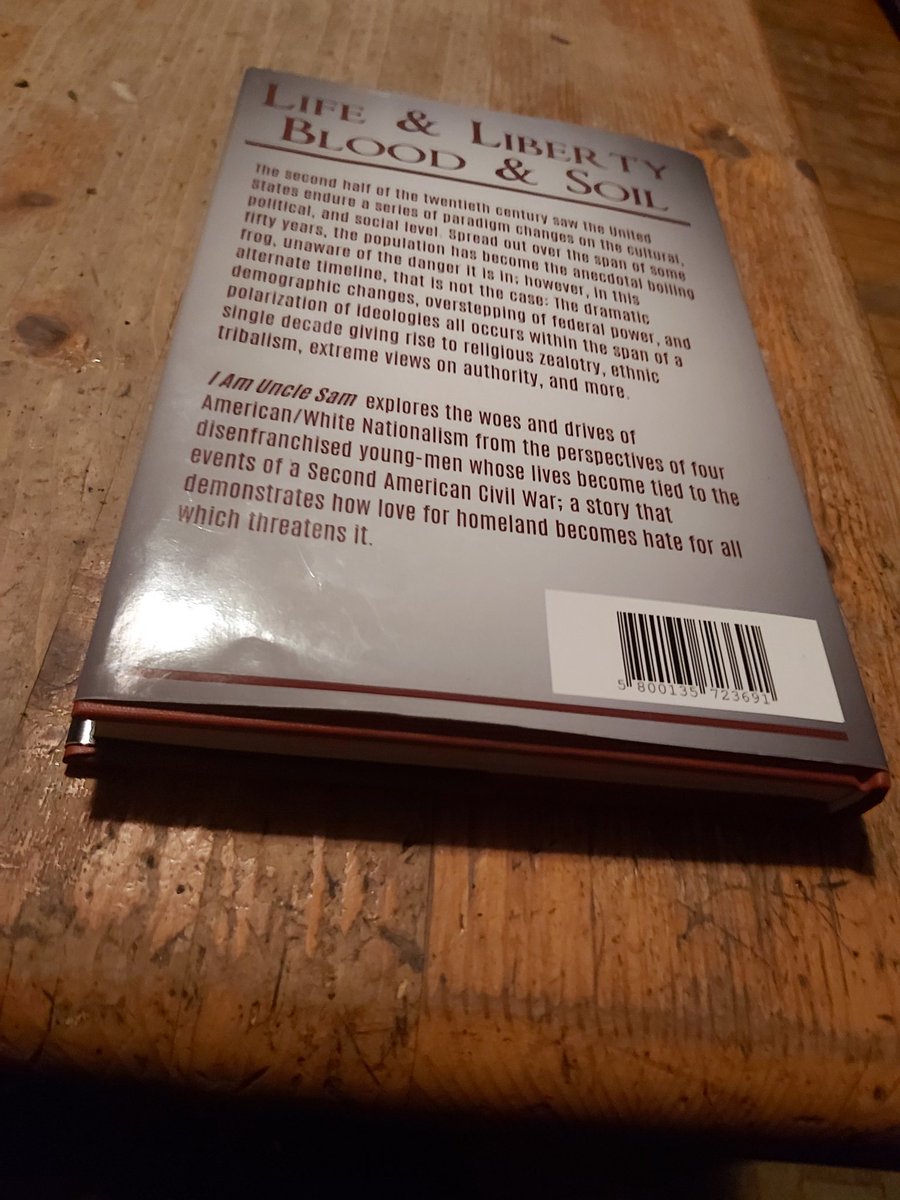 LIFE & LIBERTY
BLOOD & SOIL
The second half of the twentieth century saw the United
States endure a series of paradigm changes on the cultural,
political, and social level. Spread out over the span of some
fifty years, the population has become the anecdotal boiling
frog, unaware of the danger it is in; however, in this
alternate timeline, that is not the case: The dramatic
demographic changes, overstepping of federal power, and
polarization of ideologies all occurs within the span of a
single decade giving rise to religious zealotry, ethnic
tribalism, extreme views on authority, and more.
I Am Uncle Sam explores the woes and drives of
American/White Nationalism from the perspectives of four
disenfranchised young-men whose lives become tied to the
events of a Second American Civil War; a story that
demonstrates how love for homeland becomes hate for all
which threatens it.
5 800135 723691